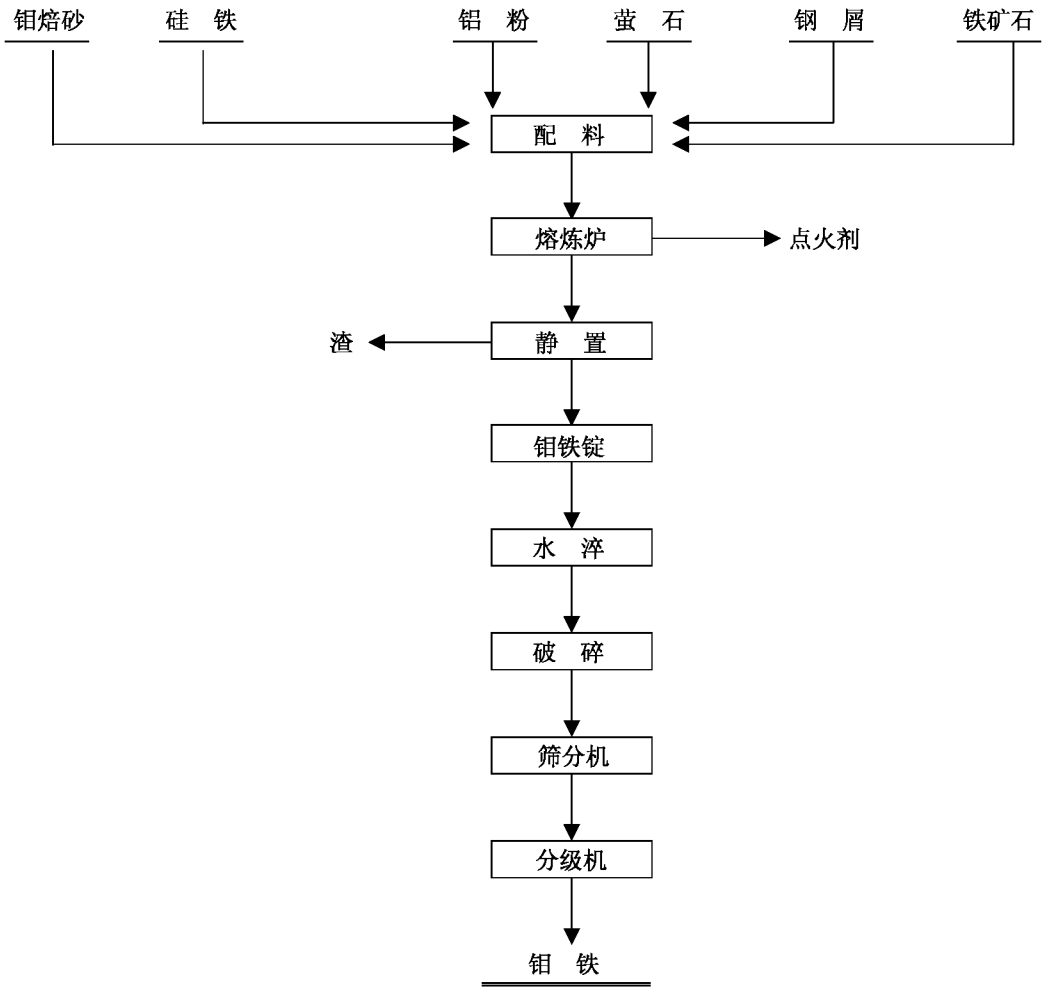 钼焙砂 硅 铁 铝 粉 萤 石 钢 屑 铁矿石
配 料
熔炼炉 点火剂
渣 静 置
钼铁锭
水 淬
破 碎
筛分机
分级机
钼 铁